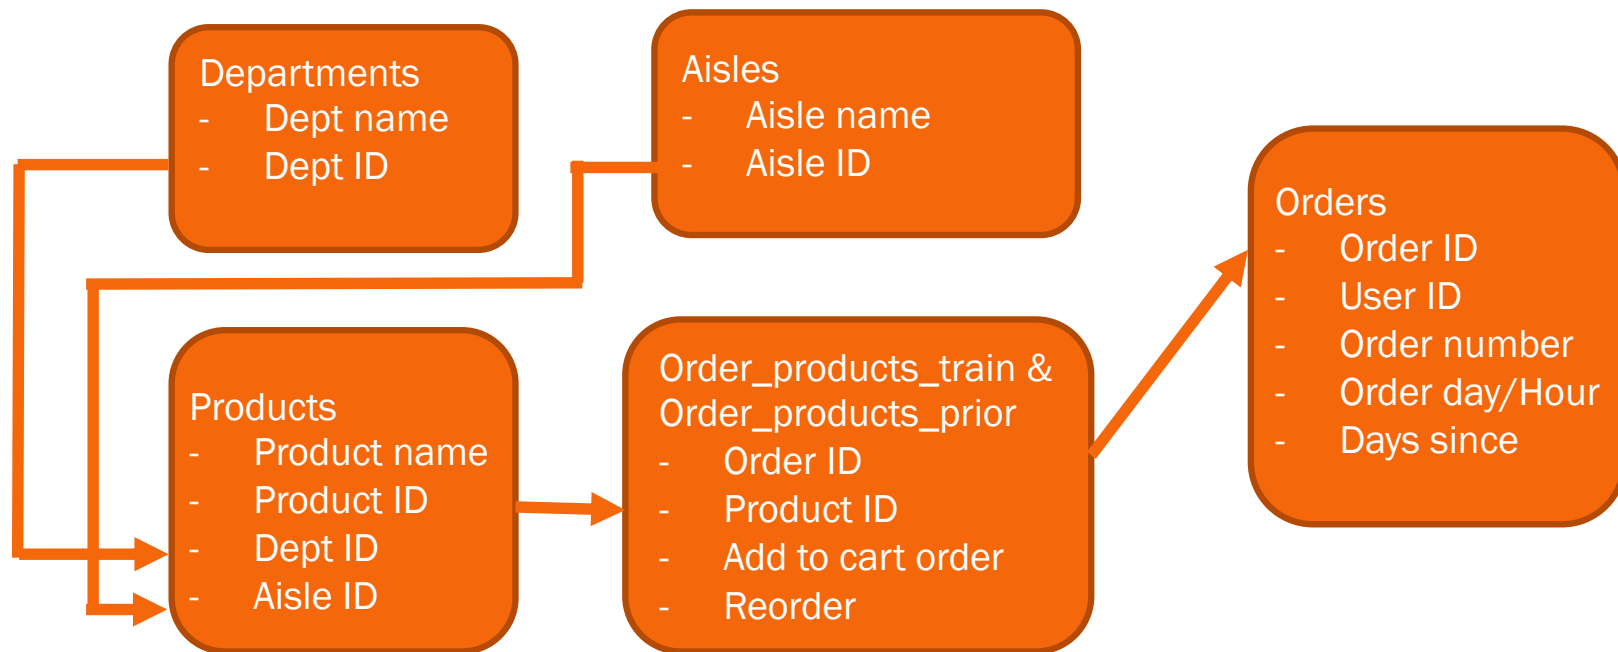 Departments
- Dept name
- Dept ID
Aisles
- Aisle name
- Aisle ID
Products
- Product name
- Product ID
- Dept ID
- Aisle ID
Order_products_train &
Order_products_prior
- Order ID
- Product ID
- Add to cart order
- Reorder
Orders
- Order ID
- User ID
- Order number
- Order day/Hour
- Days since